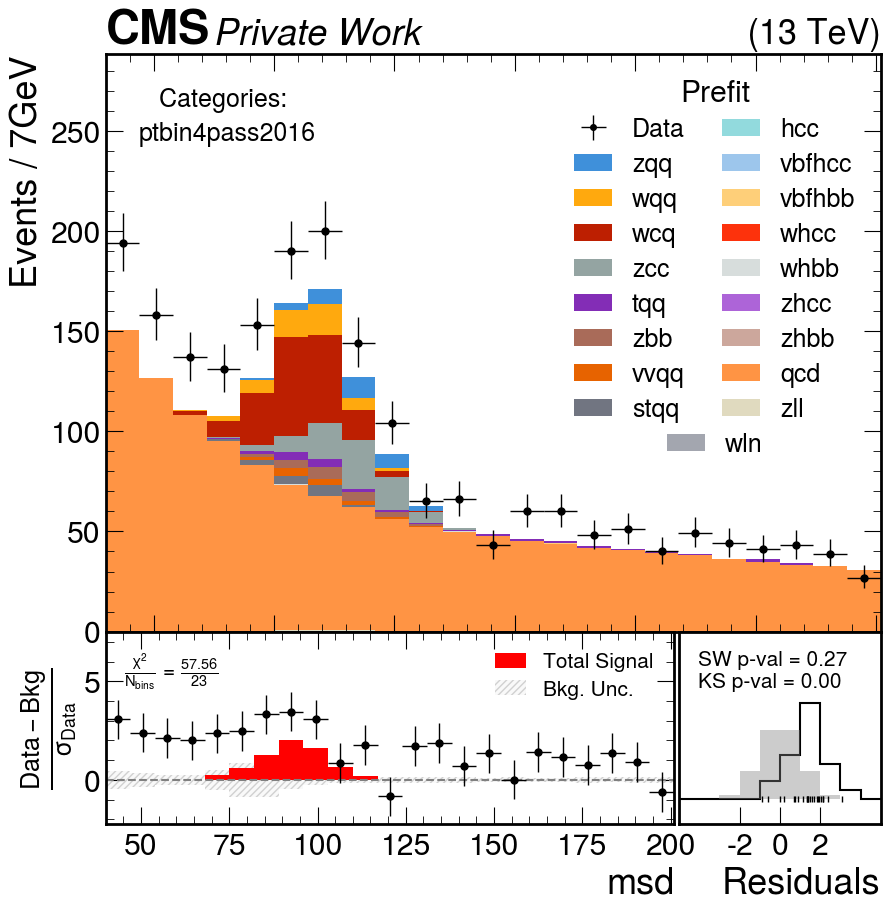 CMS Private Work (13 TeV)
Events / 7GeV
Categories:
ptbin4pass2016
Prefit
Data hcc
zqq vbfhcc
wqq vbfhbb
wcq whcc
zcc whbb
tqq zhcc
zbb zhbb
vvqq qcd
stqq zll
wln
250
200
150
100
50
0
Data – Bkg
σData
χ²/Nbins = 57.56/23
Total Signal
Bkg. Unc.
5
0
50 75 100 125 150 175 200
msd
SW p-val = 0.27
KS p-val = 0.00
-2 0 2
Residuals